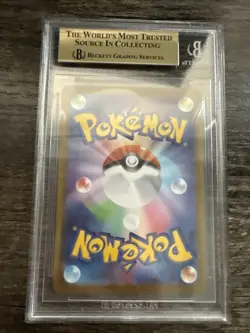 THE WORLD'S MOST TRUSTED
SOURCE IN COLLECTING
BECKETT GRADING SERVICES
POKÉMON
POKÉMON